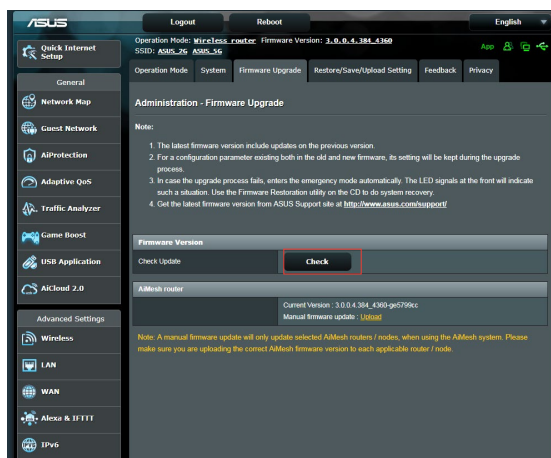 ASUS
Logout
Reboot
English
Quick Internet
Setup
Operation Mode: Wireless router Firmware Version: 3.0.0.4.384_4360
SSID: ASUS_2G ASUS_5G
App
Operation Mode
System
Firmware Upgrade
Restore/Save/Upload Setting
Feedback
Privacy
General
Network Map
Guest Network
AiProtection
Adaptive QoS
Traffic Analyzer
Game Boost
USB Application
AiCloud 2.0
Advanced Settings
Wireless
LAN
WAN
Alexa & IFTTT
IPv6
Administration - Firmware Upgrade
Note:
1. The latest firmware version include updates on the previous version.
2. For a configuration parameter existing both in the old and new firmware, its setting will be kept during the upgrade
process.
3. In case the upgrade process fails, enters the emergency mode automatically. The LED signals at the front will indicate
such a situation. Use the Firmware Restoration utility on the CD to do system recovery.
4. Get the latest firmware version from ASUS Support site at http://www.asus.com/support/
Firmware Version
Check Update
Check
AiMesh router
Current Version : 3.0.0.4.384_4360-ge5799cc
Manual firmware update : Upload
Note: A manual firmware update will only update selected AiMesh routers / nodes, when using the AiMesh system. Please
make sure you are uploading the correct AiMesh firmware version to each applicable router / node.